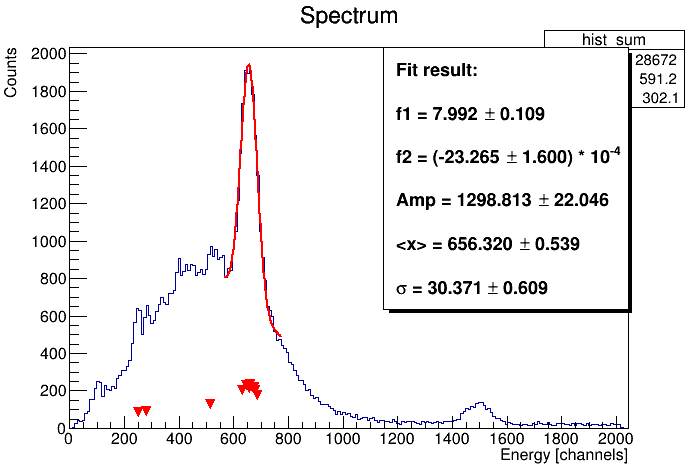 Spectrum
hist_sum
28672
591.2
302.1
Fit result:
f1 = 7.992 ± 0.109
f2 = (-23.265 ± 1.600) * 10⁻⁴
Amp = 1298.813 ± 22.046
<x> = 656.320 ± 0.539
σ = 30.371 ± 0.609
Counts
2000
1800
1600
1400
1200
1000
800
600
400
200
0
0 200 400 600 800 1000 1200 1400 1600 1800 2000
Energy [channels]